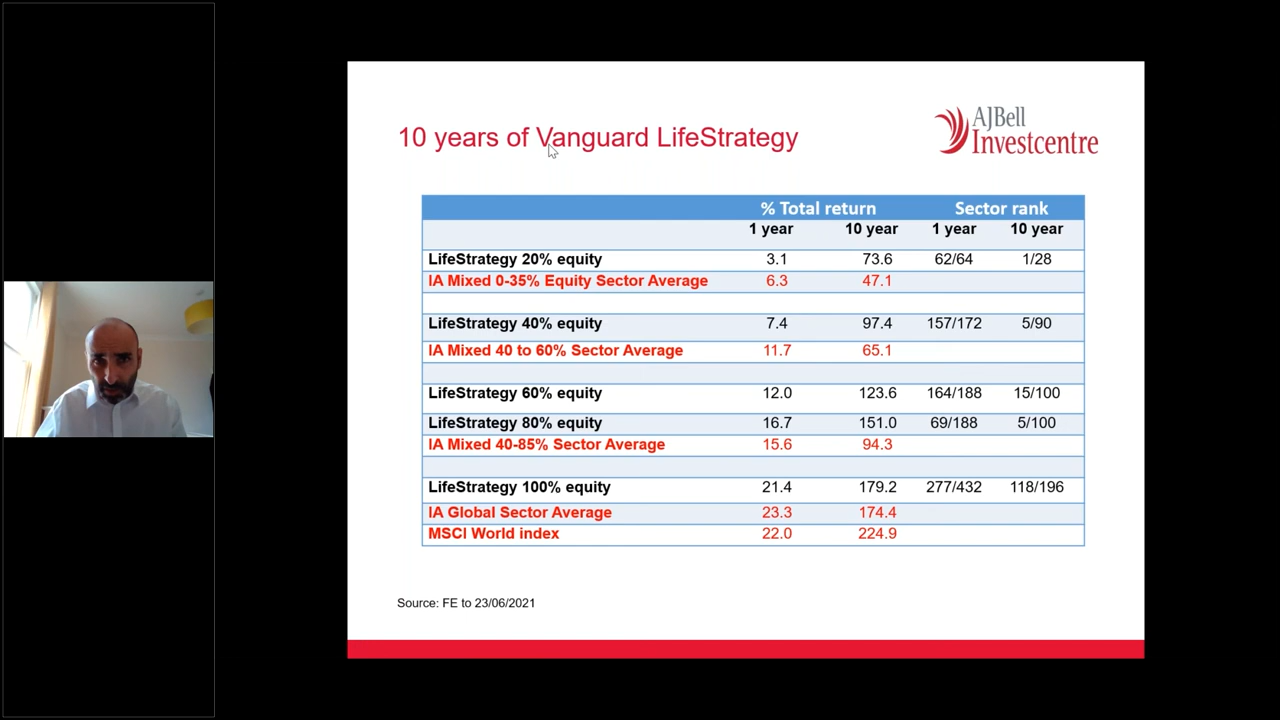 10 years of Vanguard LifeStrategy
AJBell
Investcentre
% Total return Sector rank
1 year 10 year 1 year 10 year
LifeStrategy 20% equity 3.1 73.6 62/64 1/28
IA Mixed 0-35% Equity Sector Average 6.3 47.1
LifeStrategy 40% equity 7.4 97.4 157/172 5/90
IA Mixed 40 to 60% Sector Average 11.7 65.1
LifeStrategy 60% equity 12.0 123.6 164/188 15/100
LifeStrategy 80% equity 16.7 151.0 69/188 5/100
IA Mixed 40-85% Sector Average 15.6 94.3
LifeStrategy 100% equity 21.4 179.2 277/432 118/196
IA Global Sector Average 23.3 174.4
MSCI World index 22.0 224.9
Source: FE to 23/06/2021